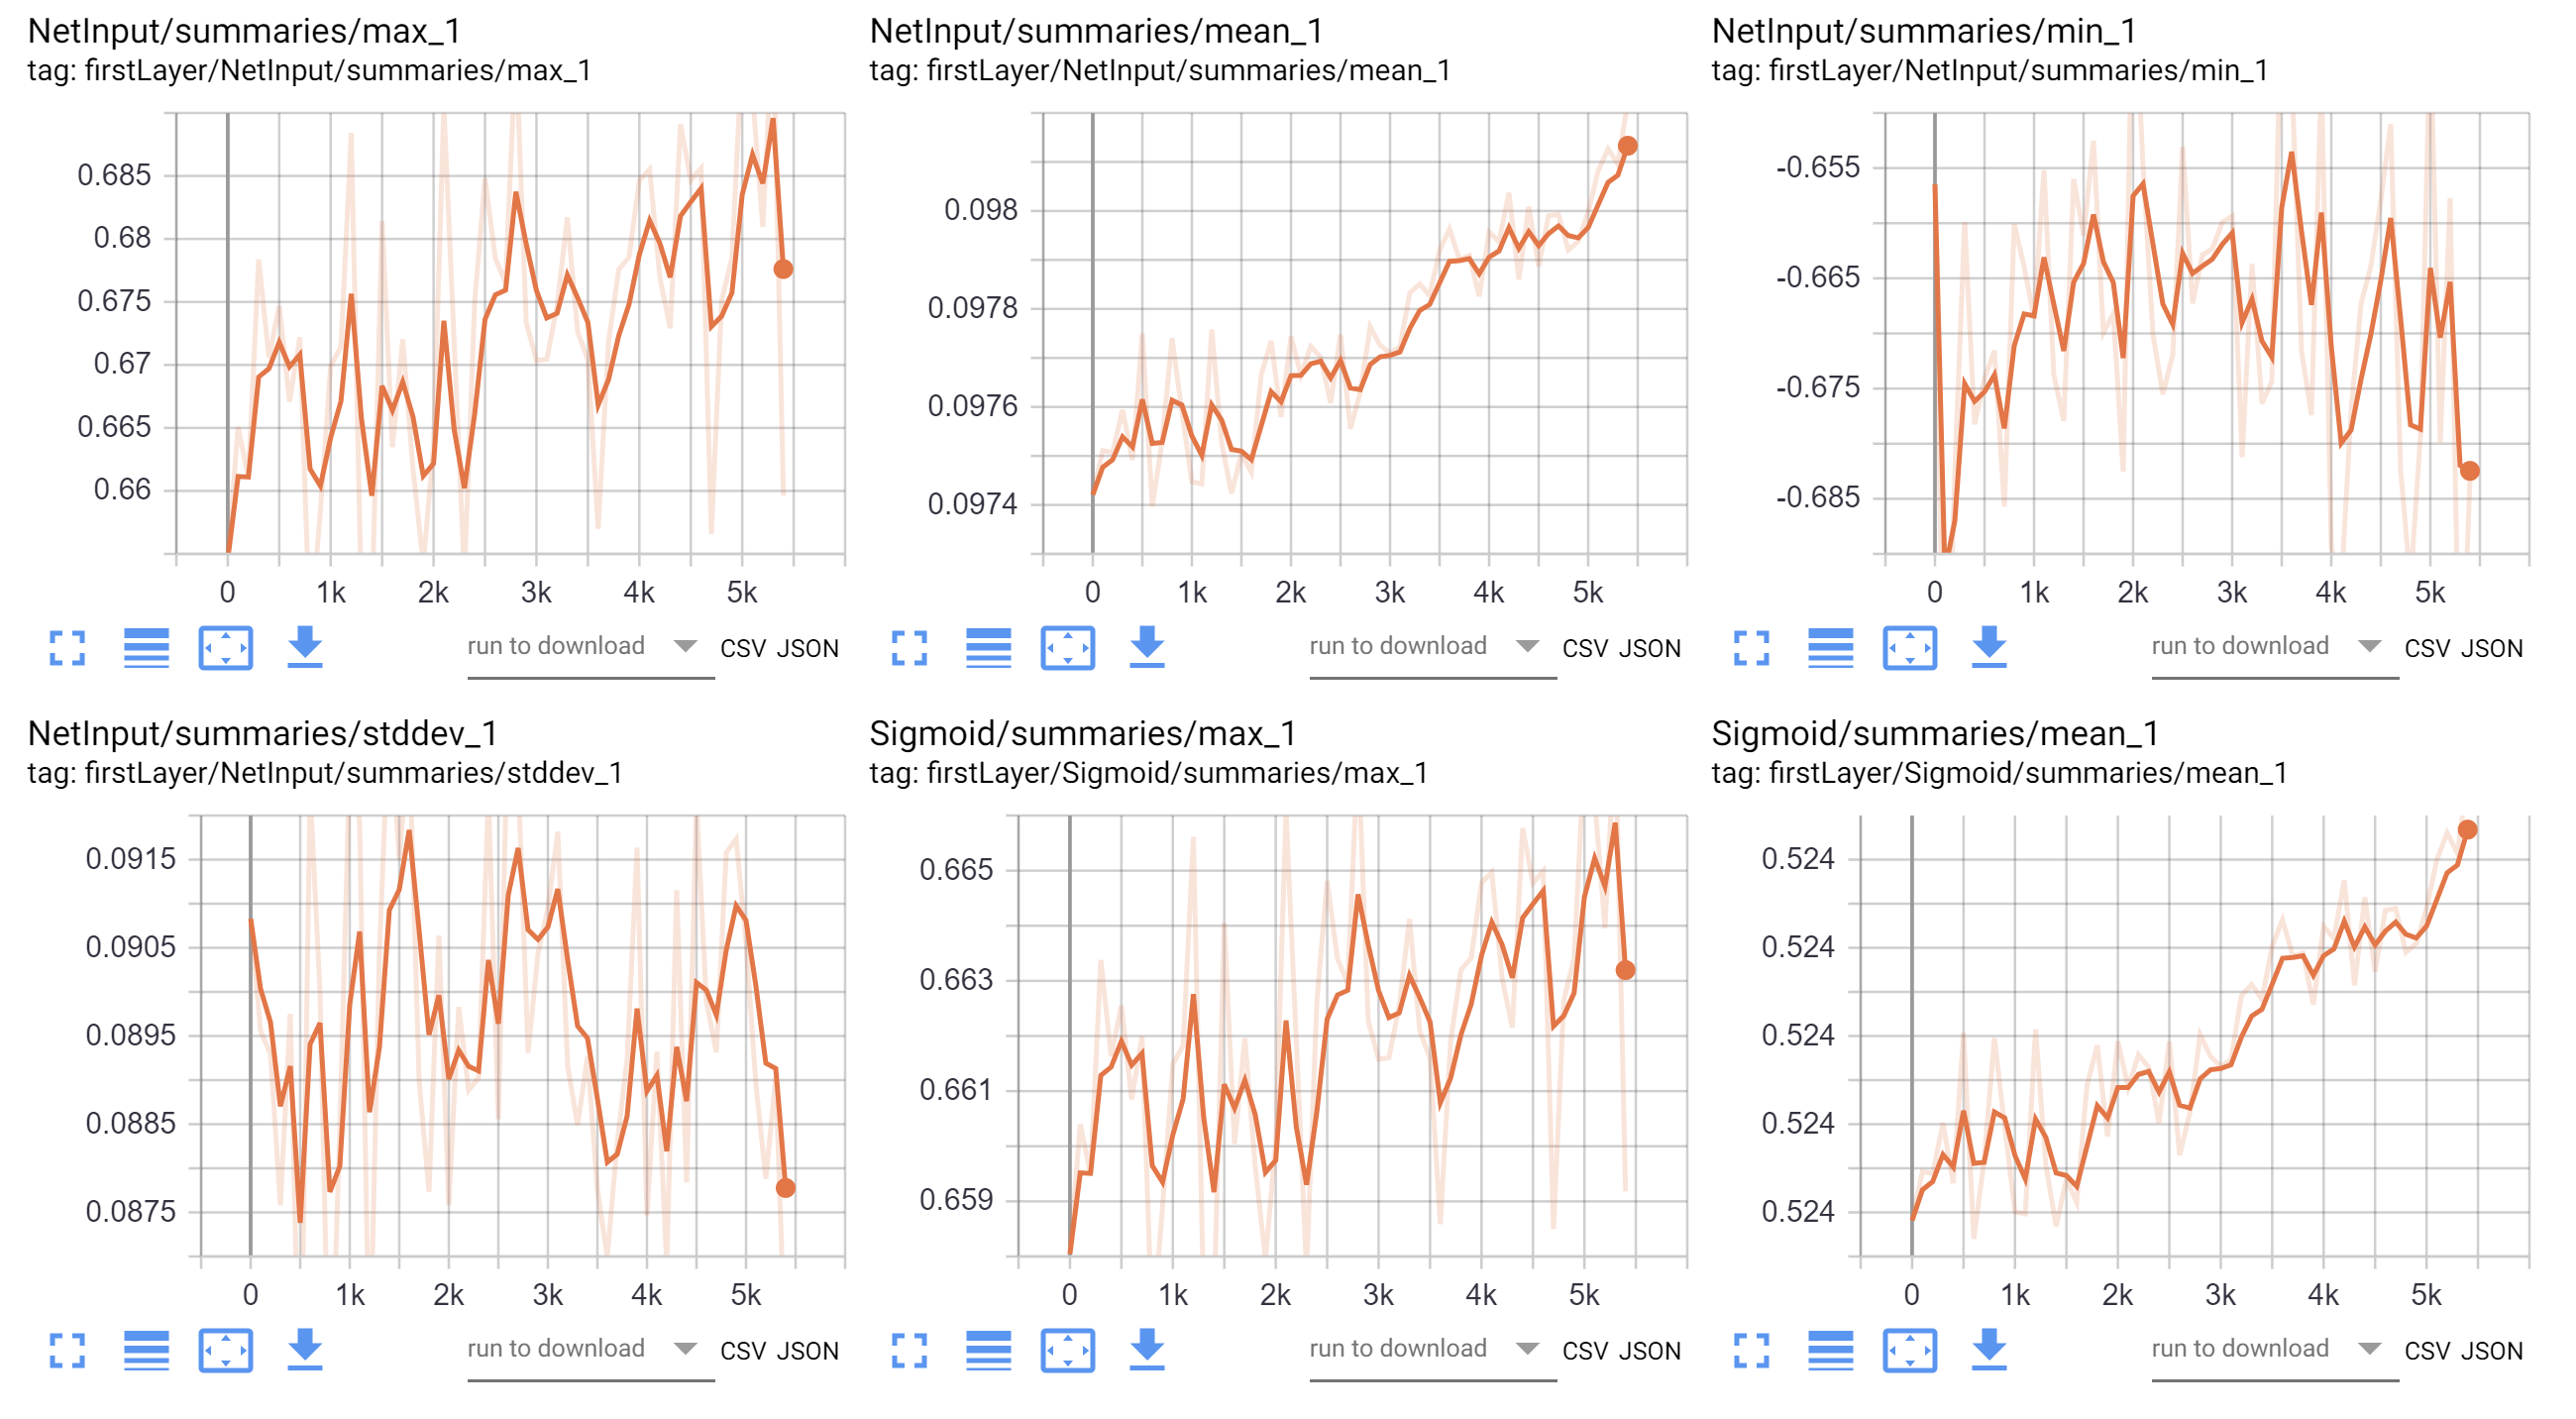 NetInput/summaries/max_1
tag: firstLayer/NetInput/summaries/max_1
0.685
0.68
0.675
0.67
0.665
0.66
0 1k 2k 3k 4k 5k
run to download CSV JSON
NetInput/summaries/mean_1
tag: firstLayer/NetInput/summaries/mean_1
0.098
0.0978
0.0976
0.0974
0 1k 2k 3k 4k 5k
run to download CSV JSON
NetInput/summaries/min_1
tag: firstLayer/NetInput/summaries/min_1
-0.655
-0.665
-0.675
-0.685
0 1k 2k 3k 4k 5k
run to download CSV JSON
NetInput/summaries/stddev_1
tag: firstLayer/NetInput/summaries/stddev_1
0.0915
0.0905
0.0895
0.0885
0.0875
0 1k 2k 3k 4k 5k
run to download CSV JSON
Sigmoid/summaries/max_1
tag: firstLayer/Sigmoid/summaries/max_1
0.665
0.663
0.661
0.659
0 1k 2k 3k 4k 5k
run to download CSV JSON
Sigmoid/summaries/mean_1
tag: firstLayer/Sigmoid/summaries/mean_1
0.524
0.524
0.524
0.524
0.524
0 1k 2k 3k 4k 5k
run to download CSV JSON